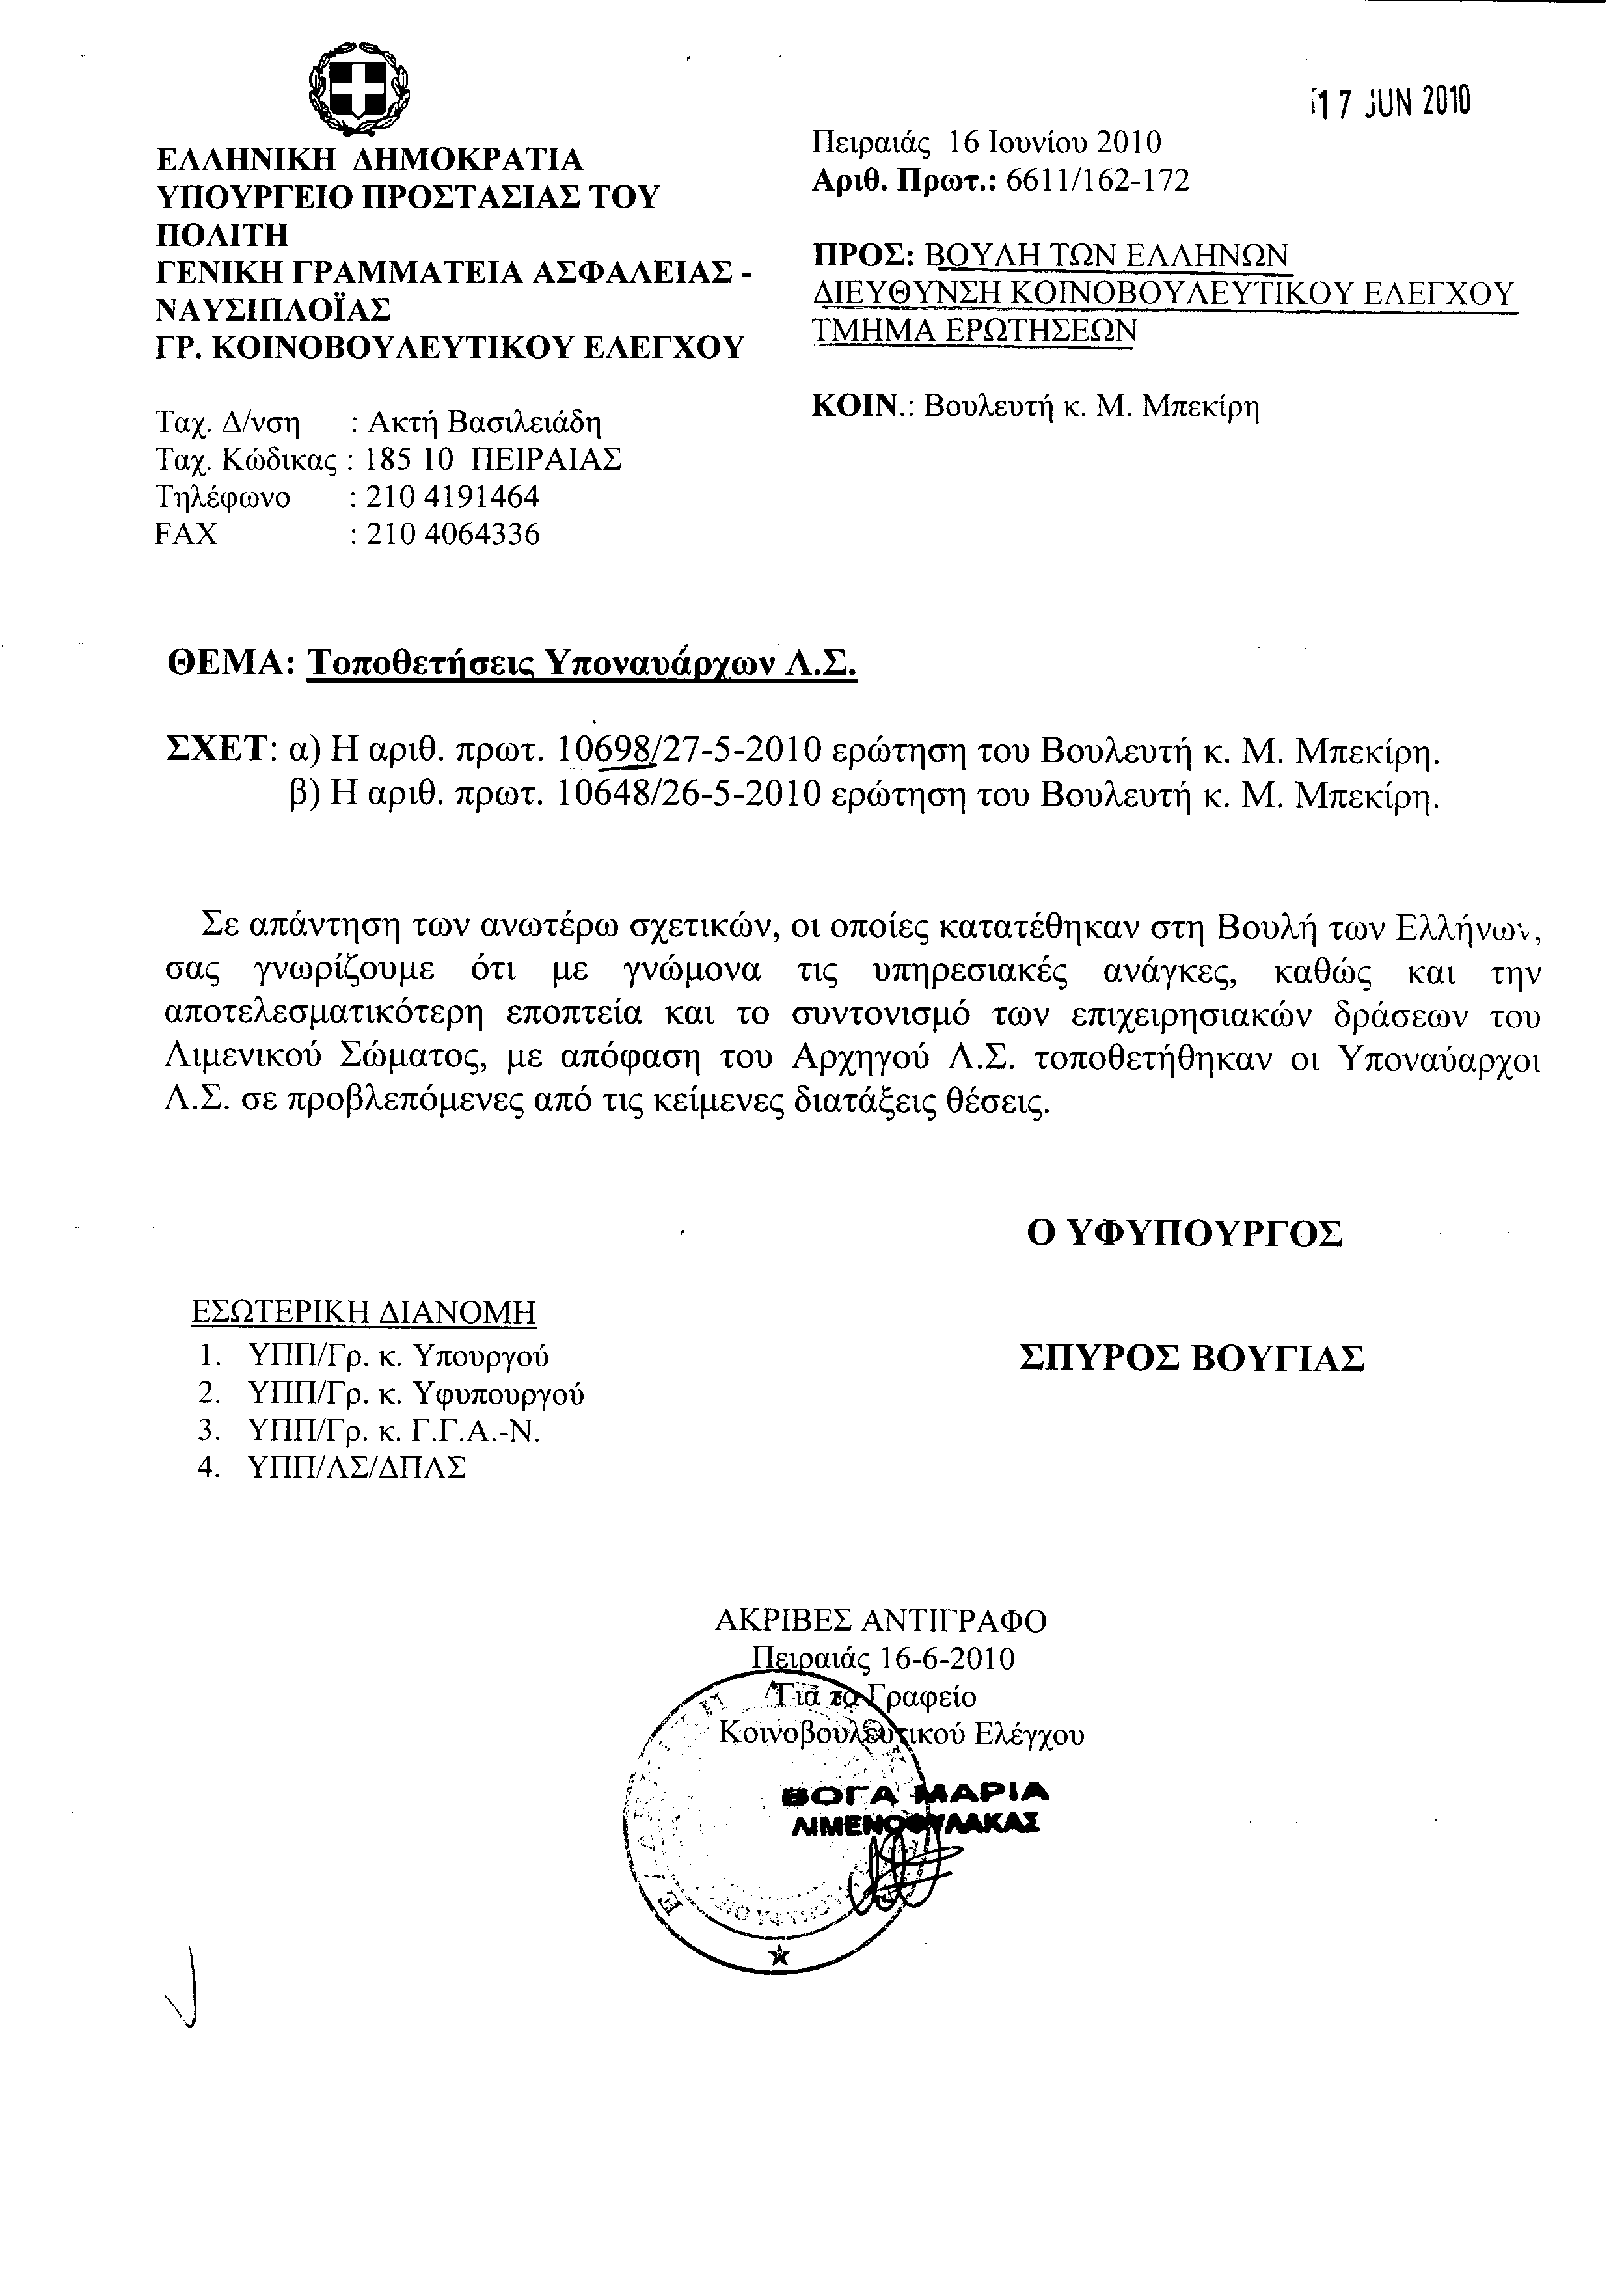 17 JUN 2010
ΕΛΛΗΝΙΚΗ ΔΗΜΟΚΡΑΤΙΑ
ΥΠΟΥΡΓΕΙΟ ΠΡΟΣΤΑΣΙΑΣ ΤΟΥ
ΠΟΛΙΤΗ
ΓΕΝΙΚΗ ΓΡΑΜΜΑΤΕΙΑ ΑΣΦΑΛΕΙΑΣ -
ΝΑΥΣΙΠΛΟΪΑΣ
ΓΡ. ΚΟΙΝΟΒΟΥΛΕΥΤΙΚΟΥ ΕΛΕΓΧΟΥ
Ταχ. Δ/νση : Ακτή Βασιλειάδη
Ταχ. Κώδικας : 185 10 ΠΕΙΡΑΙΑΣ
Τηλέφωνο : 210 4191464
FAX : 210 4064336
Πειραιάς 16 Ιουνίου 2010
Αριθ. Πρωτ.: 6611/162-172
ΠΡΟΣ: ΒΟΥΛΗ ΤΩΝ ΕΛΛΗΝΩΝ
ΔΙΕΥΘΥΝΣΗ ΚΟΙΝΟΒΟΥΛΕΥΤΙΚΟΥ ΕΛΕΓΧΟΥ
ΤΜΗΜΑ ΕΡΩΤΗΣΕΩΝ
ΚΟΙΝ.: Βουλευτή κ. Μ. Μπεκίρη
ΘΕΜΑ: Τοποθετήσεις Υποναυάρχων Λ.Σ.
ΣΧΕΤ: α) Η αριθ. πρωτ. 10698/27-5-2010 ερώτηση του Βουλευτή κ. Μ. Μπεκίρη.
β) Η αριθ. πρωτ. 10648/26-5-2010 ερώτηση του Βουλευτή κ. Μ. Μπεκίρη.
Σε απάντηση των ανωτέρω σχετικών, οι οποίες κατατέθηκαν στη Βουλή των Ελλήνων,
σας γνωρίζουμε ότι με γνώμονα τις υπηρεσιακές ανάγκες, καθώς και την
αποτελεσματικότερη εποπτεία και το συντονισμό των επιχειρησιακών δράσεων του
Λιμενικού Σώματος, με απόφαση του Αρχηγού Λ.Σ. τοποθετήθηκαν οι Υποναύαρχοι
Λ.Σ. σε προβλεπόμενες από τις κείμενες διατάξεις θέσεις.
Ο ΥΦΥΠΟΥΡΓΟΣ
ΣΠΥΡΟΣ ΒΟΥΓΙΑΣ
ΕΣΩΤΕΡΙΚΗ ΔΙΑΝΟΜΗ
1. ΥΠΠ/Γρ. κ. Υπουργού
2. ΥΠΠ/Γρ. κ. Υφυπουργού
3. ΥΠΠ/Γρ. κ. Γ.Γ.Α.-Ν.
4. ΥΠΠ/ΛΣ/ΔΠΛΣ
ΑΚΡΙΒΕΣ ΑΝΤΙΓΡΑΦΟ
Πειραιάς 16-6-2010
Για το Γραφείο
Κοινοβουλευτικού Ελέγχου
ΒΟΓΑ ΜΑΡΙΑ
ΛΙΜΕΝΟΦΥΛΑΚΑΣ